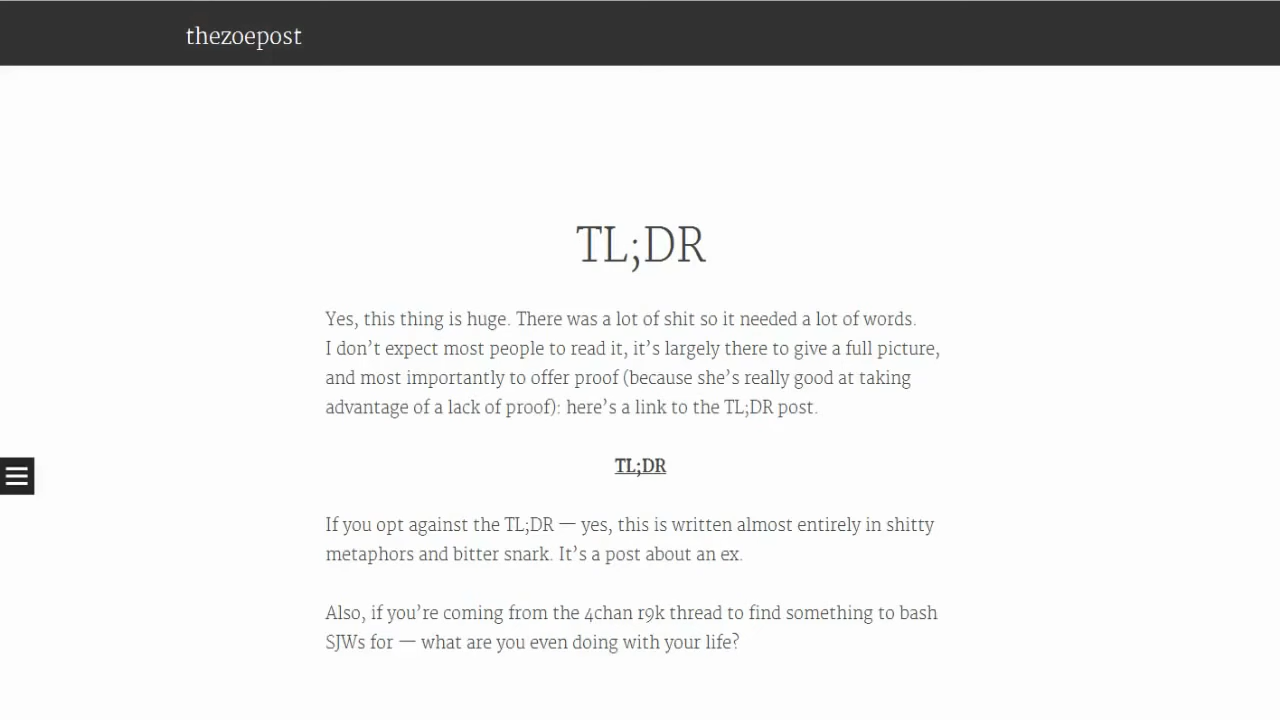 thezoepost
TL;DR
Yes, this thing is huge. There was a lot of shit so it needed a lot of words.
I don’t expect most people to read it, it’s largely there to give a full picture,
and most importantly to offer proof (because she’s really good at taking
advantage of a lack of proof): here’s a link to the TL;DR post.
TL;DR
If you opt against the TL;DR — yes, this is written almost entirely in shitty
metaphors and bitter snark. It’s a post about an ex.
Also, if you’re coming from the 4chan r9k thread to find something to bash
SJWs for — what are you even doing with your life?